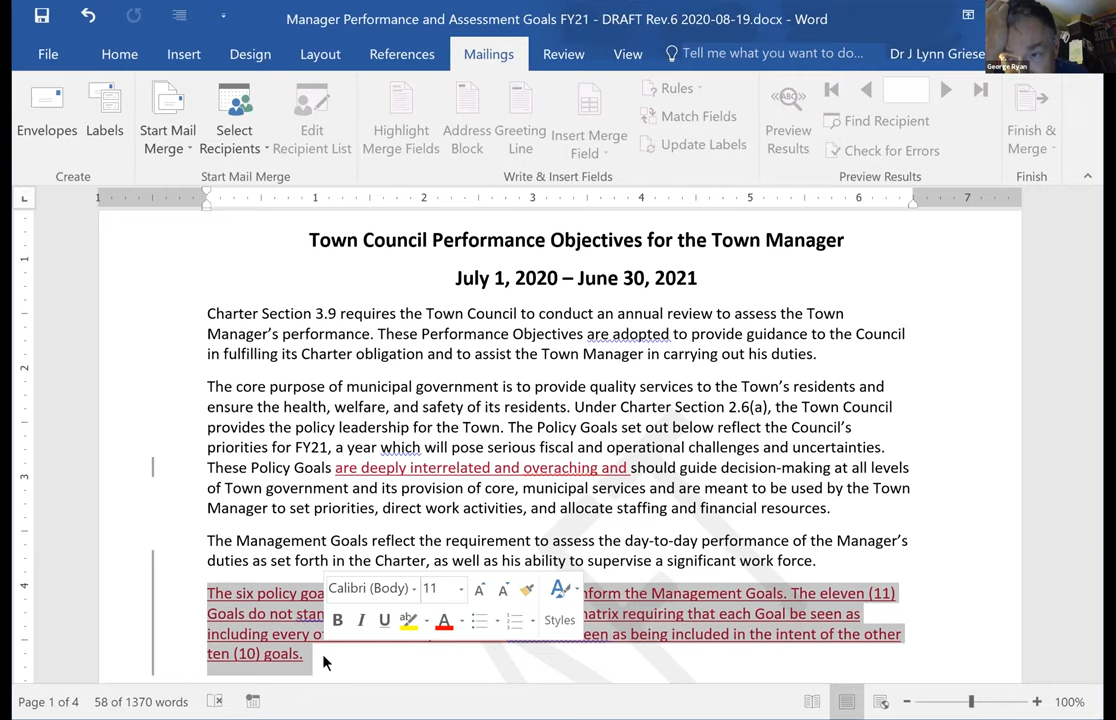 Manager Performance and Assessment Goals FY21 - DRAFT Rev.6 2020-08-19.docx - Word
File Home Insert Design Layout References Mailings Review View Tell me what you want to do... Dr J Lynn Griese
George Ryan
Envelopes Labels Start Mail Merge Select Recipients Edit Recipient List Highlight Merge Fields Address Block Greeting Line Insert Merge Field Rules Match Fields Update Labels ABC Preview Results Find Recipient Check for Errors Finish & Merge
Create Start Mail Merge Write & Insert Fields Preview Results Finish
1 1 2 3 4 5 6 7
Town Council Performance Objectives for the Town Manager
July 1, 2020 – June 30, 2021
Charter Section 3.9 requires the Town Council to conduct an annual review to assess the Town
Manager's performance. These Performance Objectives are adopted to provide guidance to the Council
in fulfilling its Charter obligation and to assist the Town Manager in carrying out his duties.
The core purpose of municipal government is to provide quality services to the Town's residents and
ensure the health, welfare, and safety of its residents. Under Charter Section 2.6(a), the Town Council
provides the policy leadership for the Town. The Policy Goals set out below reflect the Council's
priorities for FY21, a year which will pose serious fiscal and operational challenges and uncertainties.
These Policy Goals are deeply interrelated and overaching and should guide decision-making at all levels
of Town government and its provision of core, municipal services and are meant to be used by the Town
Manager to set priorities, direct work activities, and allocate staffing and financial resources.
The Management Goals reflect the requirement to assess the day-to-day performance of the Manager's
duties as set forth in the Charter, as well as his ability to supervise a significant work force.
The six policy goa nform the Management Goals. The eleven (11)
Goals do not stan matrix requiring that each Goal be seen as
including every o een as being included in the intent of the other
ten (10) goals.
Calibri (Body) 11
B I U A Styles
1
2
3
4
Page 1 of 4 58 of 1370 words 100%